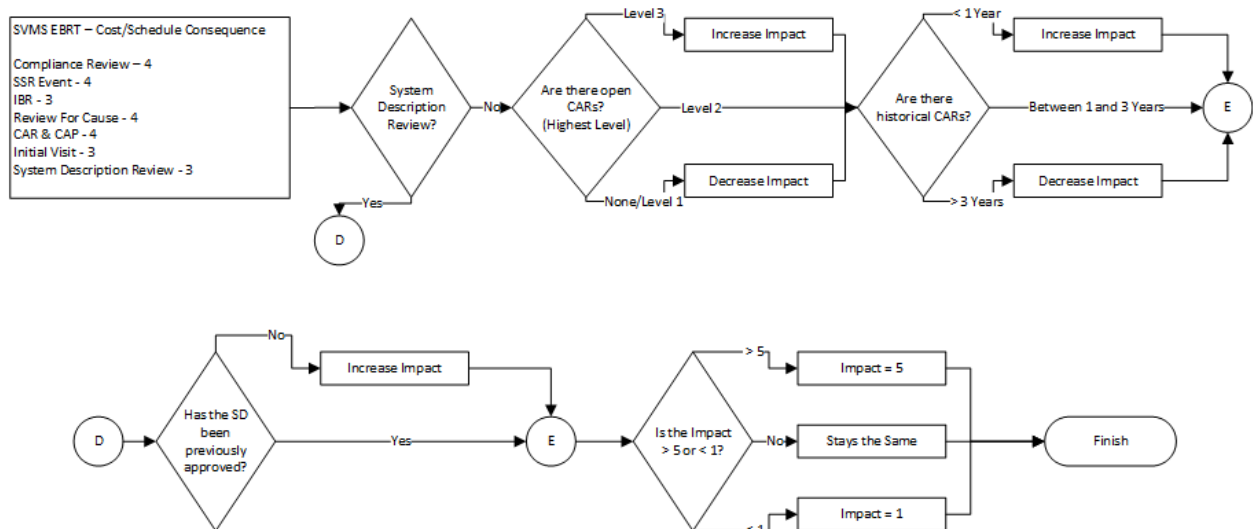 SVMS EBRT – Cost/Schedule Consequence
Compliance Review – 4
SSR Event - 4
IBR - 3
Review For Cause - 4
CAR & CAP - 4
Initial Visit - 3
System Description Review - 3
System
Description
Review?
No
Yes
D
Are there open
CARs?
(Highest Level)
Level 3
Increase Impact
Level 2
None/Level 1
Decrease Impact
Are there
historical CARs?
< 1 Year
Increase Impact
Between 1 and 3 Years
> 3 Years
Decrease Impact
E
D
Has the SD
been
previously
approved?
No
Increase Impact
Yes
E
Is the Impact
> 5 or < 1?
> 5
Impact = 5
No
Stays the Same
< 1
Impact = 1
Finish